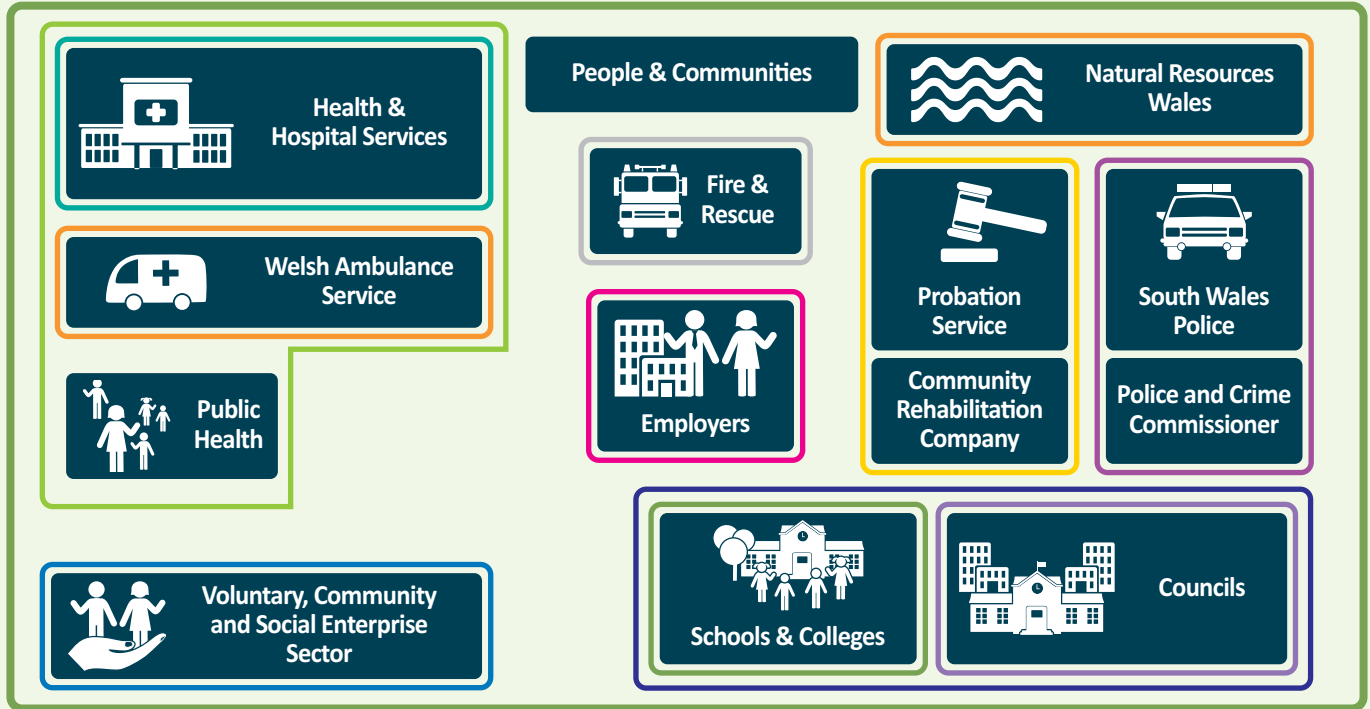 Health &
Hospital Services
People & Communities
Natural Resources
Wales
Welsh Ambulance
Service
Fire &
Rescue
Probation
Service
South Wales
Police
Public
Health
Employers
Community
Rehabilitation
Company
Police and Crime
Commissioner
Voluntary, Community
and Social Enterprise
Sector
Schools & Colleges
Councils